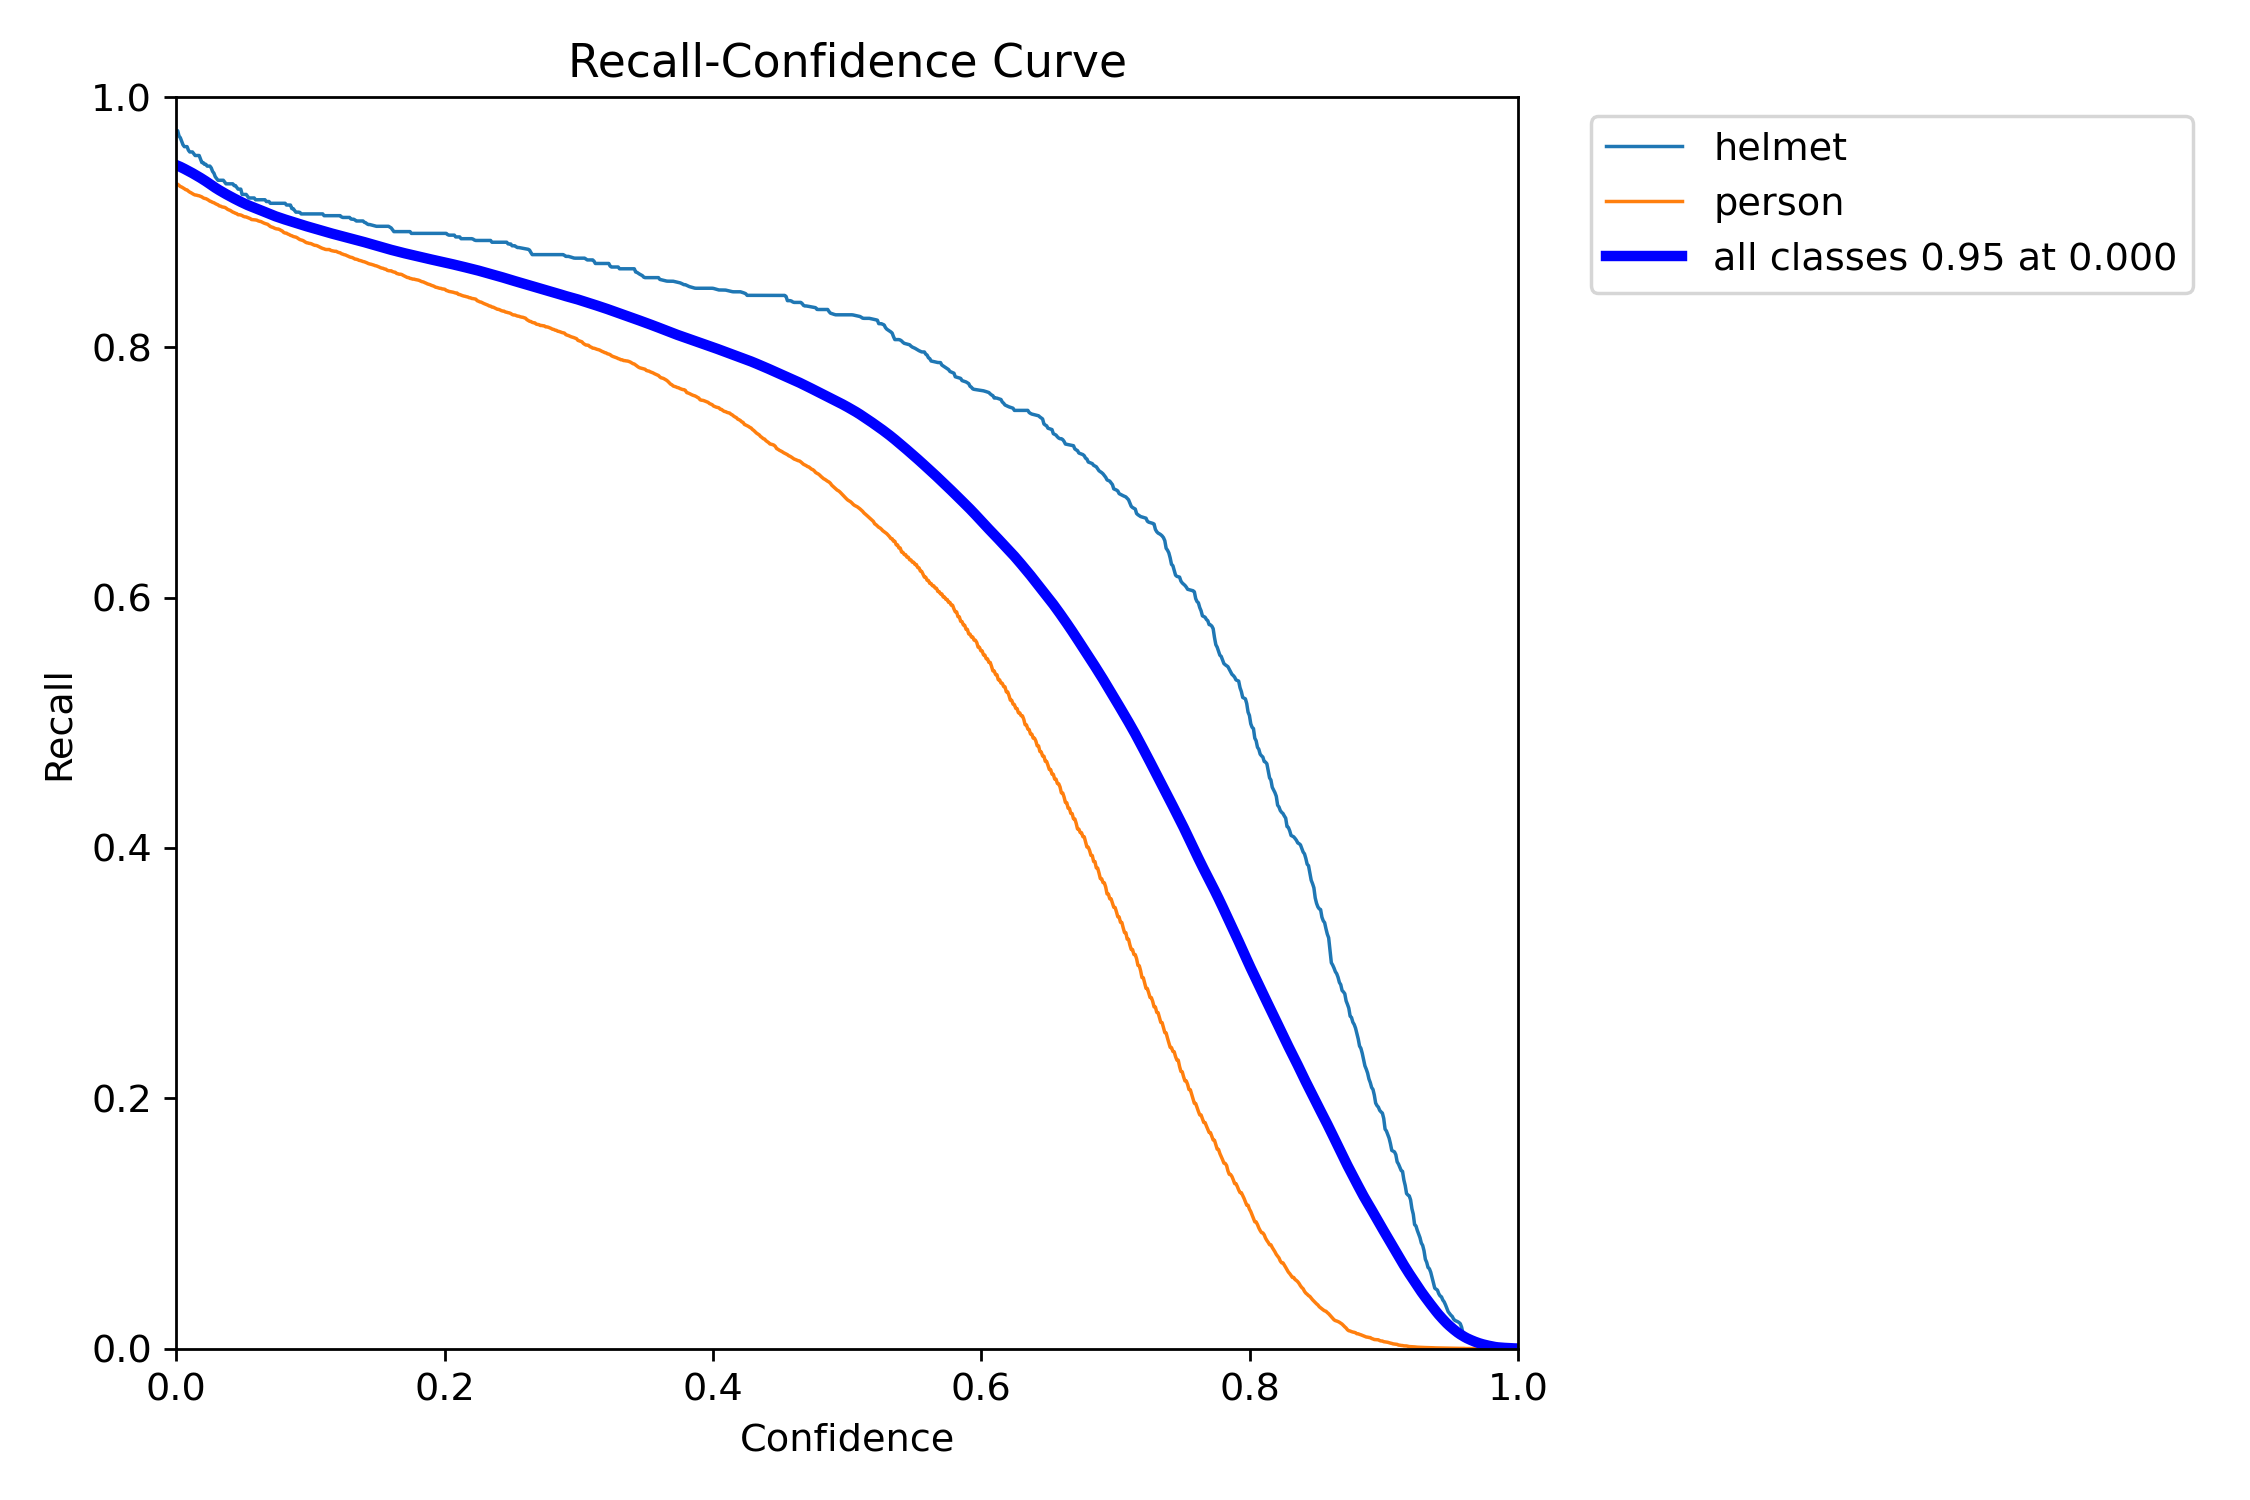 Recall-Confidence Curve
1.0
0.8
0.6
0.4
0.2
0.0
Recall
0.0 0.2 0.4 0.6 0.8 1.0
Confidence
helmet
person
all classes 0.95 at 0.000